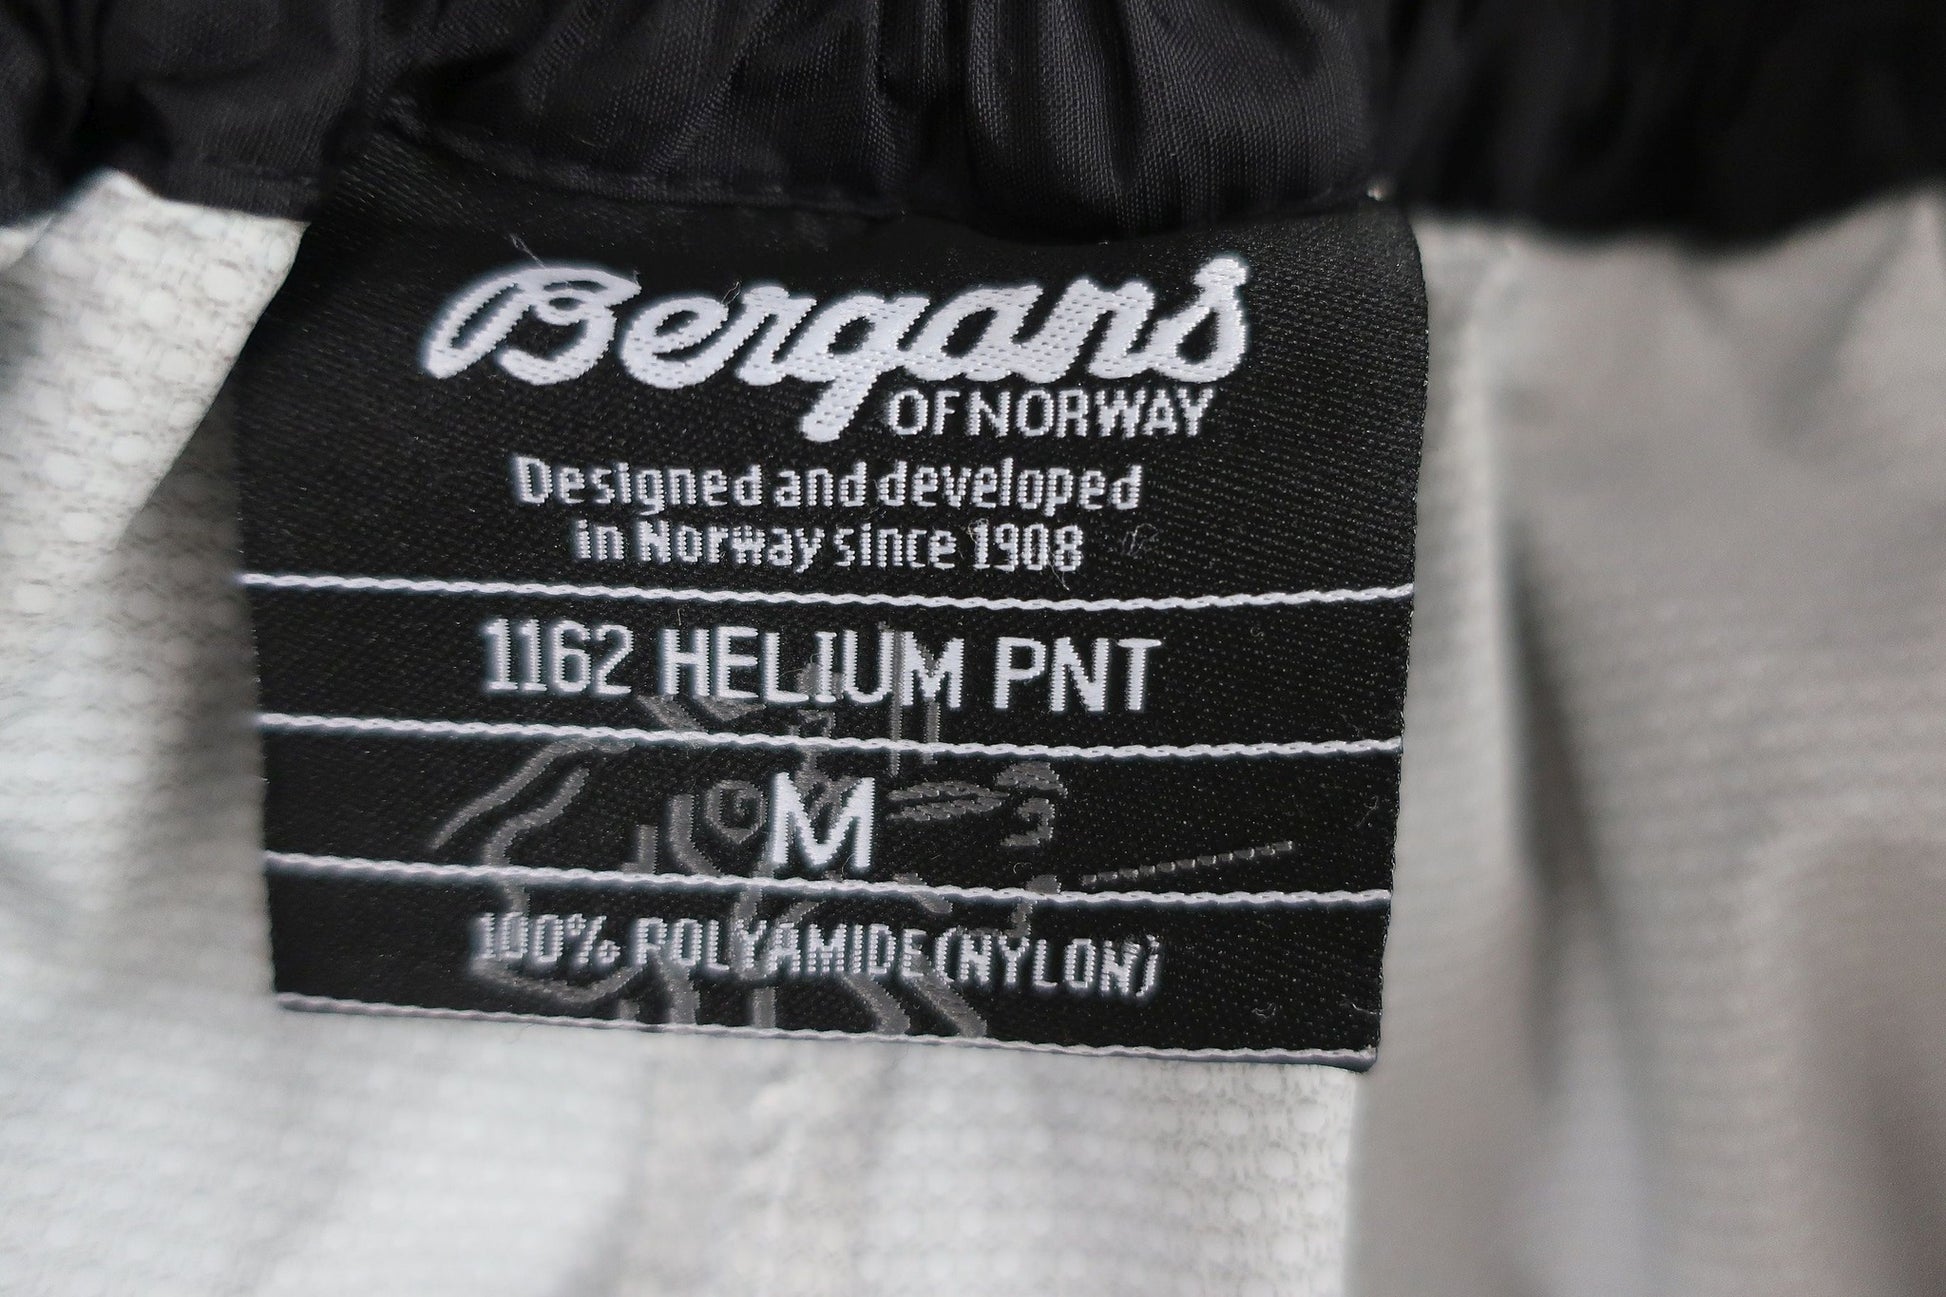 Bergans
OF NORWAY
Designed and developed
in Norway since 1908
1162 HELIUM PNT
M
100% POLYAMIDE (NYLON)